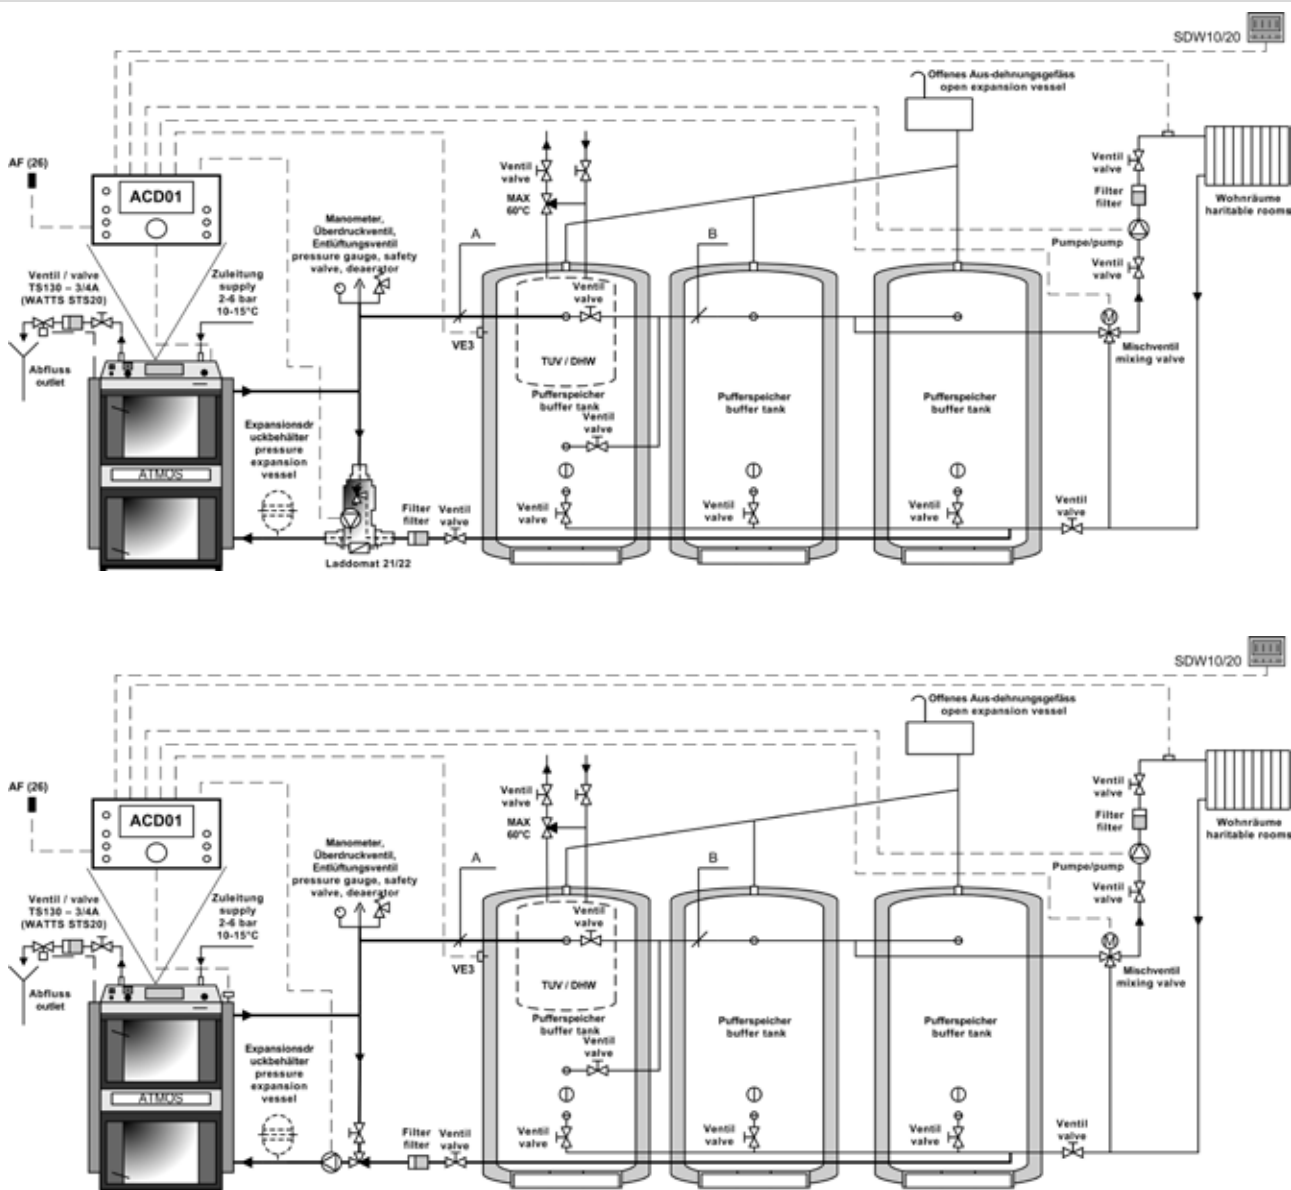 SDW10/20
Offenes Aus-dehnungsgefäss
open expansion vessel
AF (26)
ACD01
Ventil
valve
MAX
60°C
Ventil
valve
Filter
filter
Wohnräume
haritable rooms
Pumpe/pump
Ventil
valve
Manometer,
Überdruckventil,
Entlüftungsventil
pressure gauge, safety
valve, deaerator
A
B
Ventil / valve
TS130 – 3/4A
(WATTS STS20)
Zuleitung
supply
2-6 bar
10-15°C
Ventil
valve
M
VE3
Mischventil
mixing valve
Abfluss
outlet
TUV / DHW
Pufferspeicher
buffer tank
Pufferspeicher
buffer tank
Pufferspeicher
buffer tank
Ventil
valve
Expansionsdr
uckbehälter
pressure
expansion
vessel
ATMOS
Filter
filter
Ventil
valve
Ventil
valve
Ventil
valve
Ventil
valve
Ventil
valve
Laddomat 21/22
SDW10/20
Offenes Aus-dehnungsgefäss
open expansion vessel
AF (26)
ACD01
Ventil
valve
MAX
60°C
Ventil
valve
Filter
filter
Wohnräume
haritable rooms
Pumpe/pump
Ventil
valve
Manometer,
Überdruckventil,
Entlüftungsventil
pressure gauge, safety
valve, deaerator
A
B
Ventil / valve
TS130 – 3/4A
(WATTS STS20)
Zuleitung
supply
2-6 bar
10-15°C
Ventil
valve
M
VE3
Mischventil
mixing valve
Abfluss
outlet
TUV / DHW
Pufferspeicher
buffer tank
Pufferspeicher
buffer tank
Pufferspeicher
buffer tank
Ventil
valve
Expansionsdr
uckbehälter
pressure
expansion
vessel
ATMOS
Filter
filter
Ventil
valve
Ventil
valve
Ventil
valve
Ventil
valve
Ventil
valve